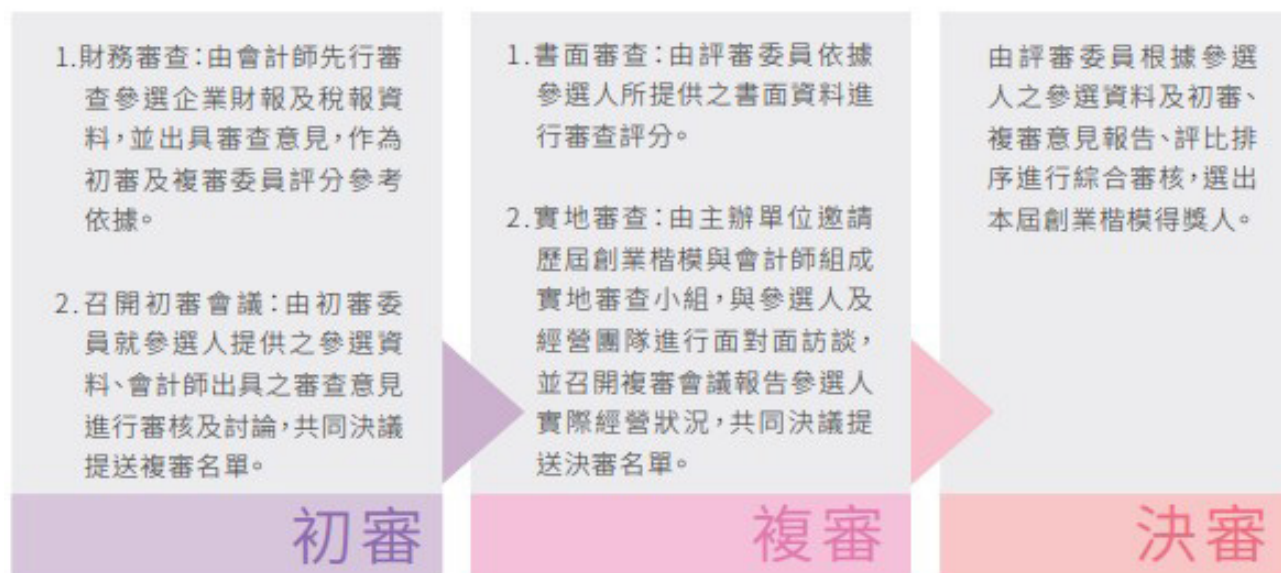 1.財務審查：由會計師先行審
查參選企業財報及稅報資
料，並出具審查意見，作為
初審及複審委員評分參考
依據。
2.召開初審會議：由初審委
員就參選人提供之參選資
料、會計師出具之審查意見
進行審核及討論，共同決議
提送複審名單。
初審
1.書面審查：由評審委員依據
參選人所提供之書面資料進
行審查評分。
2.實地審查：由主辦單位邀請
歷屆創業楷模與會計師組成
實地審查小組，與參選人及
經營團隊進行面對面訪談，
並召開複審會議報告參選人
實際經營狀況，共同決議提
送決審名單。
複審
由評審委員根據參選
人之參選資料及初審、
複審意見報告、評比排
序進行綜合審核，選出
本屆創業楷模得獎人。
決審